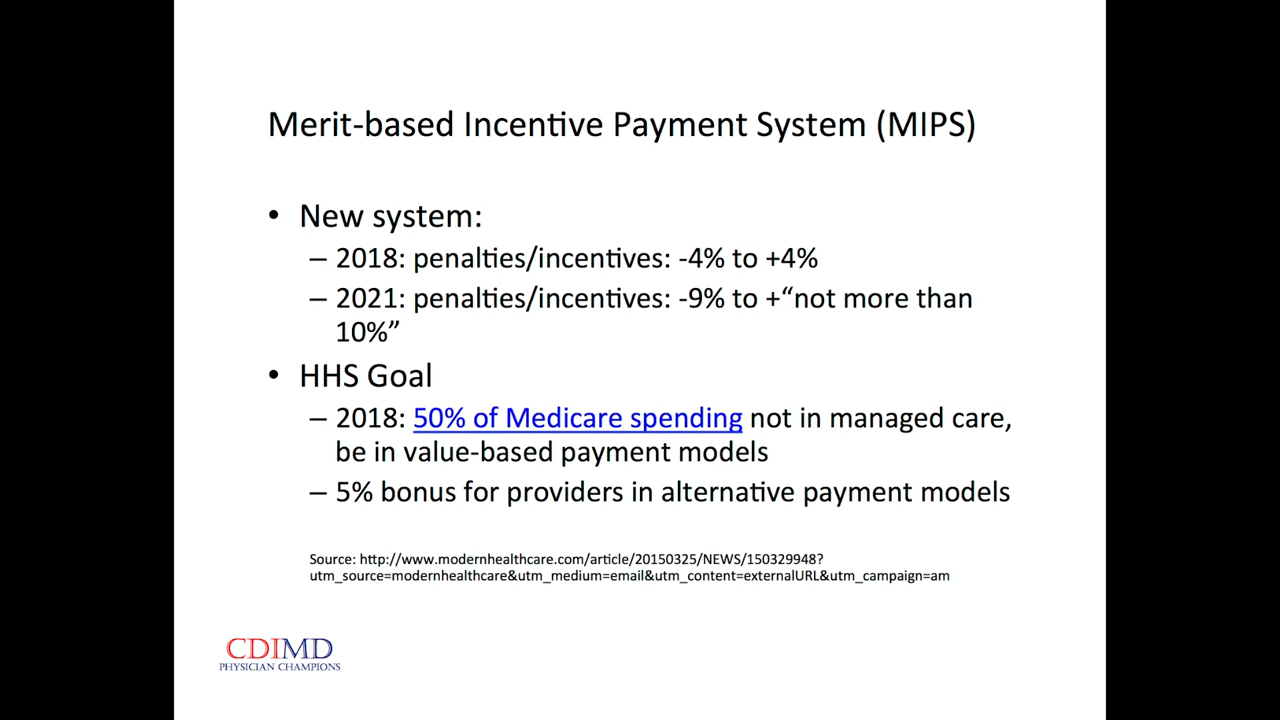 Merit-based Incentive Payment System (MIPS)
• New system:
– 2018: penalties/incentives: -4% to +4%
– 2021: penalties/incentives: -9% to +“not more than
10%”
• HHS Goal
– 2018: 50% of Medicare spending not in managed care,
be in value-based payment models
– 5% bonus for providers in alternative payment models
Source: http://www.modernhealthcare.com/article/20150325/NEWS/150329948?
utm_source=modernhealthcare&utm_medium=email&utm_content=externalURL&utm_campaign=am
CDIMD
PHYSICIAN CHAMPIONS